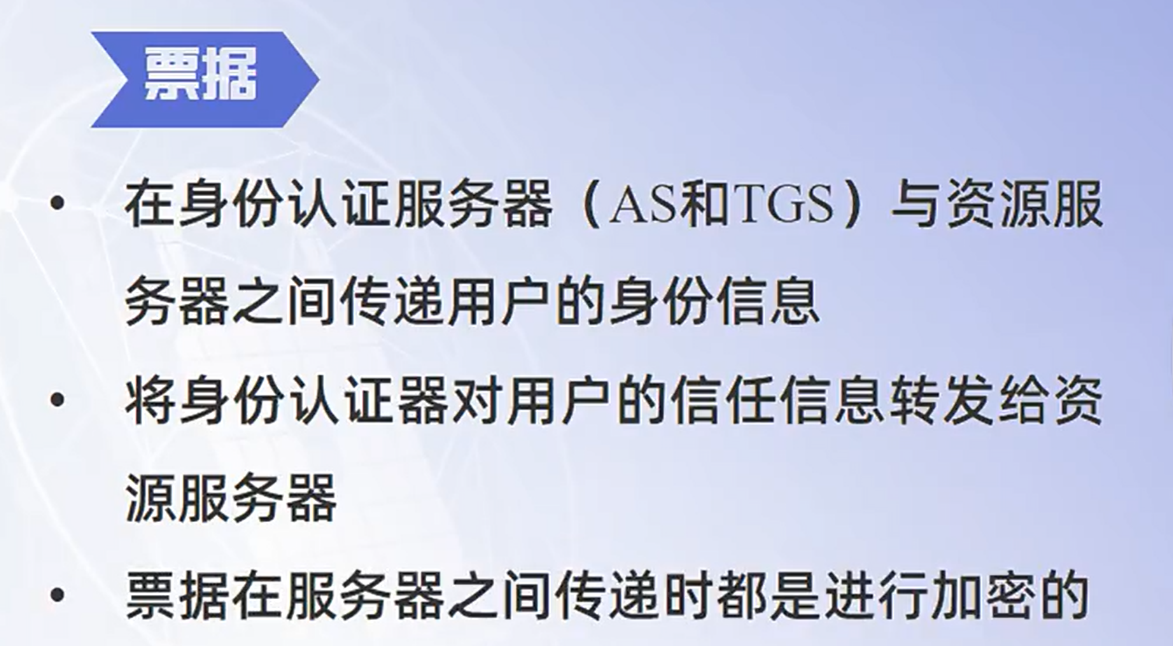 票据
• 在身份认证服务器（AS和TGS）与资源服
务器之间传递用户的身份信息
• 将身份认证器对用户的信任信息转发给资
源服务器
• 票据在服务器之间传递时都是进行加密的